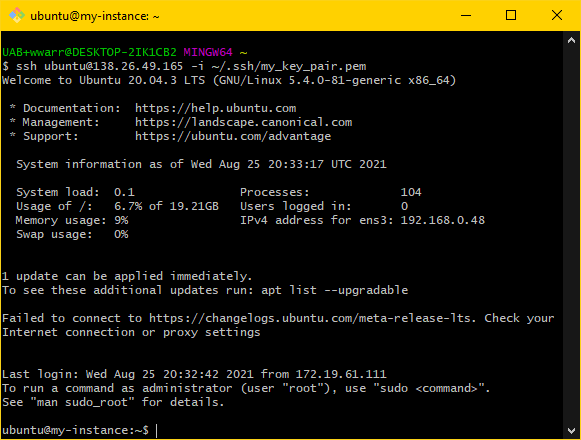 ubuntu@my-instance: ~
UAB+wwarr@DESKTOP-2IK1CB2 MINGW64 ~
$ ssh ubuntu@138.26.49.165 -i ~/.ssh/my_key_pair.pem
Welcome to Ubuntu 20.04.3 LTS (GNU/Linux 5.4.0-81-generic x86_64)
* Documentation:  https://help.ubuntu.com
* Management:     https://landscape.canonical.com
* Support:        https://ubuntu.com/advantage
System information as of Wed Aug 25 20:33:17 UTC 2021
System load:  0.1               Processes:             104
Usage of /:   6.7% of 19.21GB   Users logged in:       0
Memory usage: 9%                IPv4 address for ens3: 192.168.0.48
Swap usage:   0%
1 update can be applied immediately.
To see these additional updates run: apt list --upgradable
Failed to connect to https://changelogs.ubuntu.com/meta-release-lts. Check your
Internet connection or proxy settings
Last login: Wed Aug 25 20:32:42 2021 from 172.19.61.111
To run a command as administrator (user "root"), use "sudo <command>".
See "man sudo_root" for details.
ubuntu@my-instance:~$